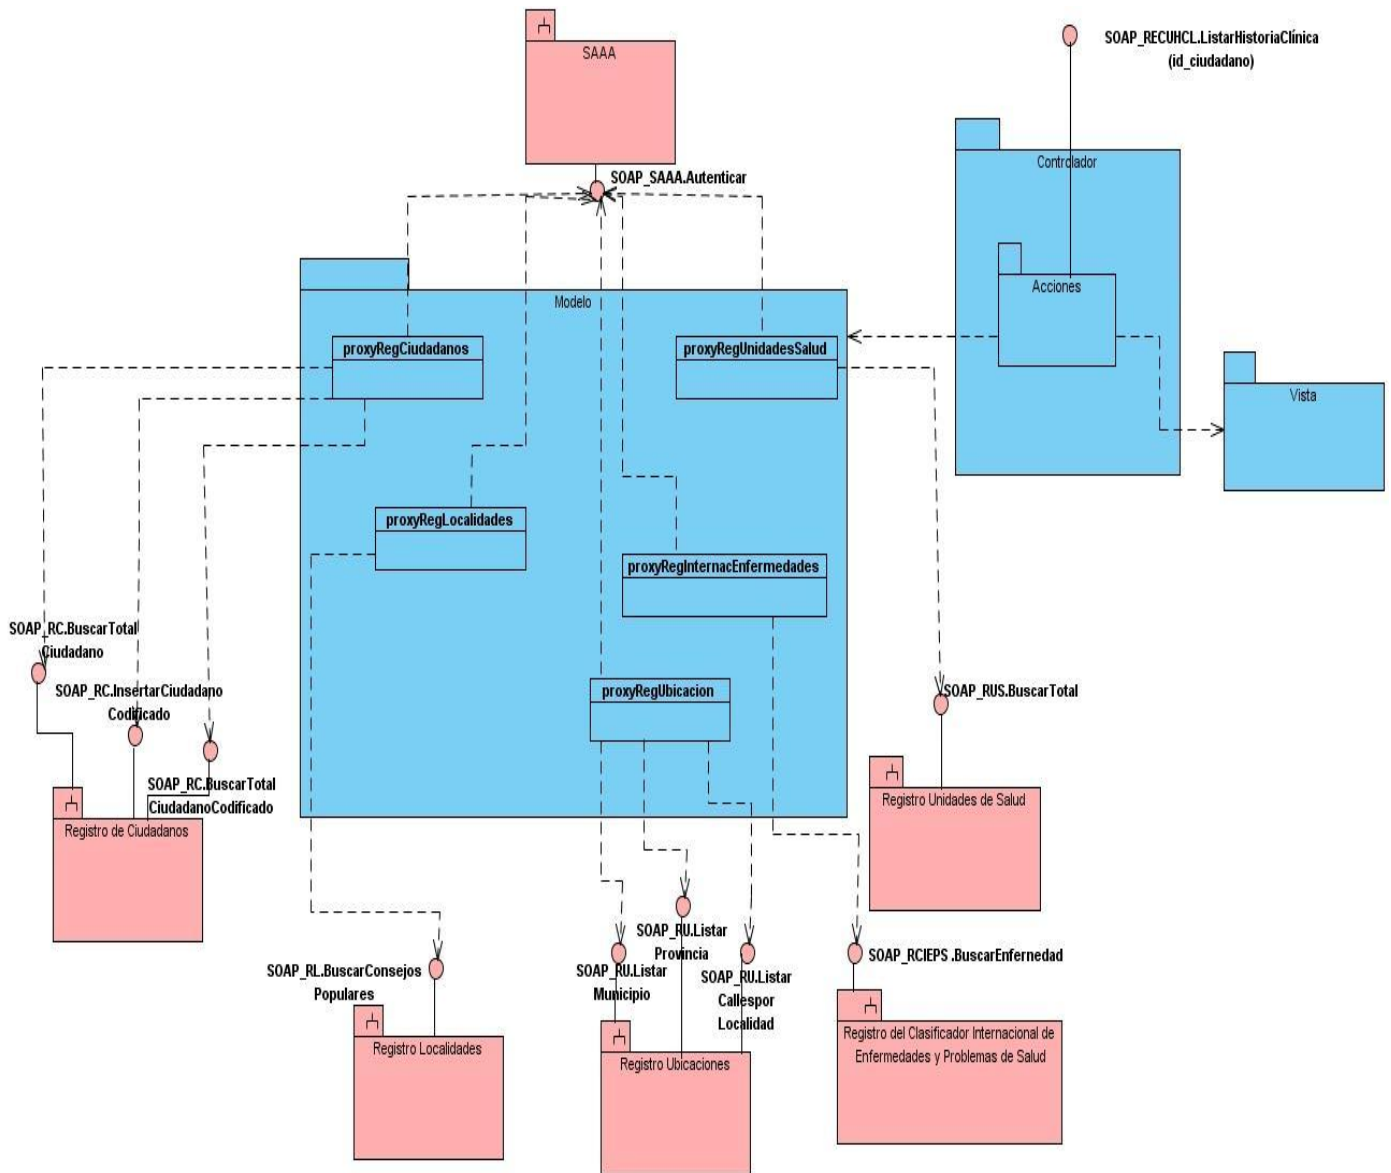 SAAA
SOAP_RECUHCL.ListarHistoriaClínica
(id_ciudadano)
Controlador
SOAP_SAAA.Autenticar
Acciones
Modelo
proxyRegCiudadanos
proxyRegUnidadesSalud
Vista
proxyRegLocalidades
proxyRegInternacEnfermedades
SOAP_RC.BuscarTotal
Ciudadano
SOAP_RC.InsertarCiudadano
Codificado
proxyRegUbicacion
SOAP_RUS.BuscarTotal
SOAP_RC.BuscarTotal
CiudadanoCodificado
Registro de Ciudadanos
Registro Unidades de Salud
SOAP_RL.BuscarConsejos
Populares
SOAP_RU.Listar
Municipio
SOAP_RU.Listar
Provincia
SOAP_RU.Listar
Callespor
Localidad
SOAP_RCIEPS .BuscarEnfernedad
Registro Localidades
Registro Ubicaciones
Registro del Clasificador Internacional de
Enfermedades y Problemas de Salud